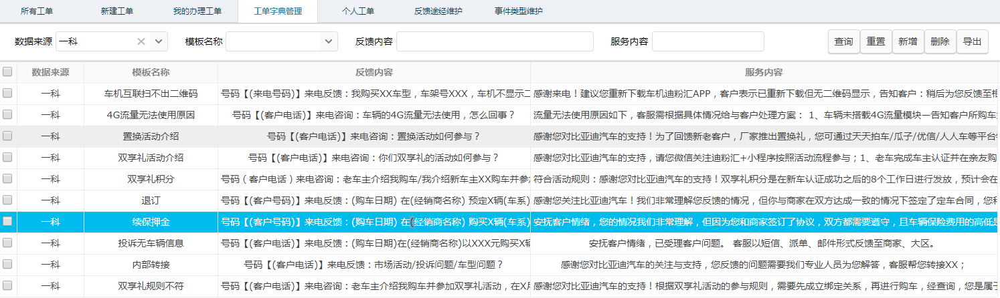 所有工单 新建工单 我的办理工单 工单字典管理 个人工单 反馈途经维护 事件类型维护
数据来源 一科 模板名称 反馈内容 服务内容 查询 重置 新增 删除 导出
数据来源 模板名称 反馈内容 服务内容
一科 车机互联扫不出二维码 号码【(来电号码)】来电反馈：我购买XX车型，车架号XXX，车机不显示二 感谢来电！建议您重新下载车机迪粉汇APP，客户表示已重新下载但无二维码显示，告知客户：稍后为您反馈至相
一科 4G流量无法使用原因 号码【(客户电话)】来电咨询：车辆的4G流量无法使用，怎么回事？ 流量无法使用原因如下，客服需根据具体情况给与客户处理方案： 1、车辆未搭载4G流量模块一告知客户所购车
一科 置换活动介绍 号码【(客户电话)】来电咨询：置换活动如何参与？ 感谢您对比亚迪汽车的支持！为了回馈新老客户，厂家推出置换礼，您可通过天天拍车/瓜子/优信/人人车等平台
一科 双享礼活动介绍 号码【(客户电话)】来电咨询：你们双享礼的活动如何参与？ 感谢您对比亚迪汽车的支持，请您微信关注迪粉汇+小程序按照活动流程参与；1、老车完成车主认证并在亲友购
一科 双享礼积分 号码（客户电话）来电咨询：老车主介绍我购车/我介绍新车主XX购车并参 符合活动规则：感谢您对比亚迪汽车的支持！双享礼积分是在新车认证成功之后的8个工作日进行发放，预计会在
一科 退订 号码【(客户号码)】来电反馈：(购车日期) 在(经销商名称) 预定X辆(车系) 感谢您关注比亚迪汽车！我们非常理解您反馈的情况，但你与商家在双方达成一致的情况下签定了定车合同，您和
一科 续保押金 号码【(客户号码)】来电反馈：(购车日期) 在(经销商名称) 购买X辆(车系) 安抚客户情绪，您的情况我们非常理解，但因为您和商家签订了协议，双方都需要遵守，且车辆保险费用的高低是
一科 投诉无车辆信息 号码【(客户电话)】来电反馈：(购车日期)在(经销商名称)以XXX元购买X辆 安抚客户情绪，已受理客户问题。 客服以短信、派单、邮件形式反馈至商家、大区。
一科 内部转接 号码【(客户电话)】来电反馈：市场活动/投诉问题/车型问题？ 感谢您对比亚迪汽车的关注与支持，您反馈的问题需要我们专业人员为您解答，客服帮您转接XX；
一科 双享礼规则不符 号码【(客户电话)】来电咨询：老车主介绍我购车并参加双享礼活动，在X月 感谢您对比亚迪汽车的支持！根据双享礼活动的参与规则，需要先成立绑定关系，再进行购车，经查询，您是属于